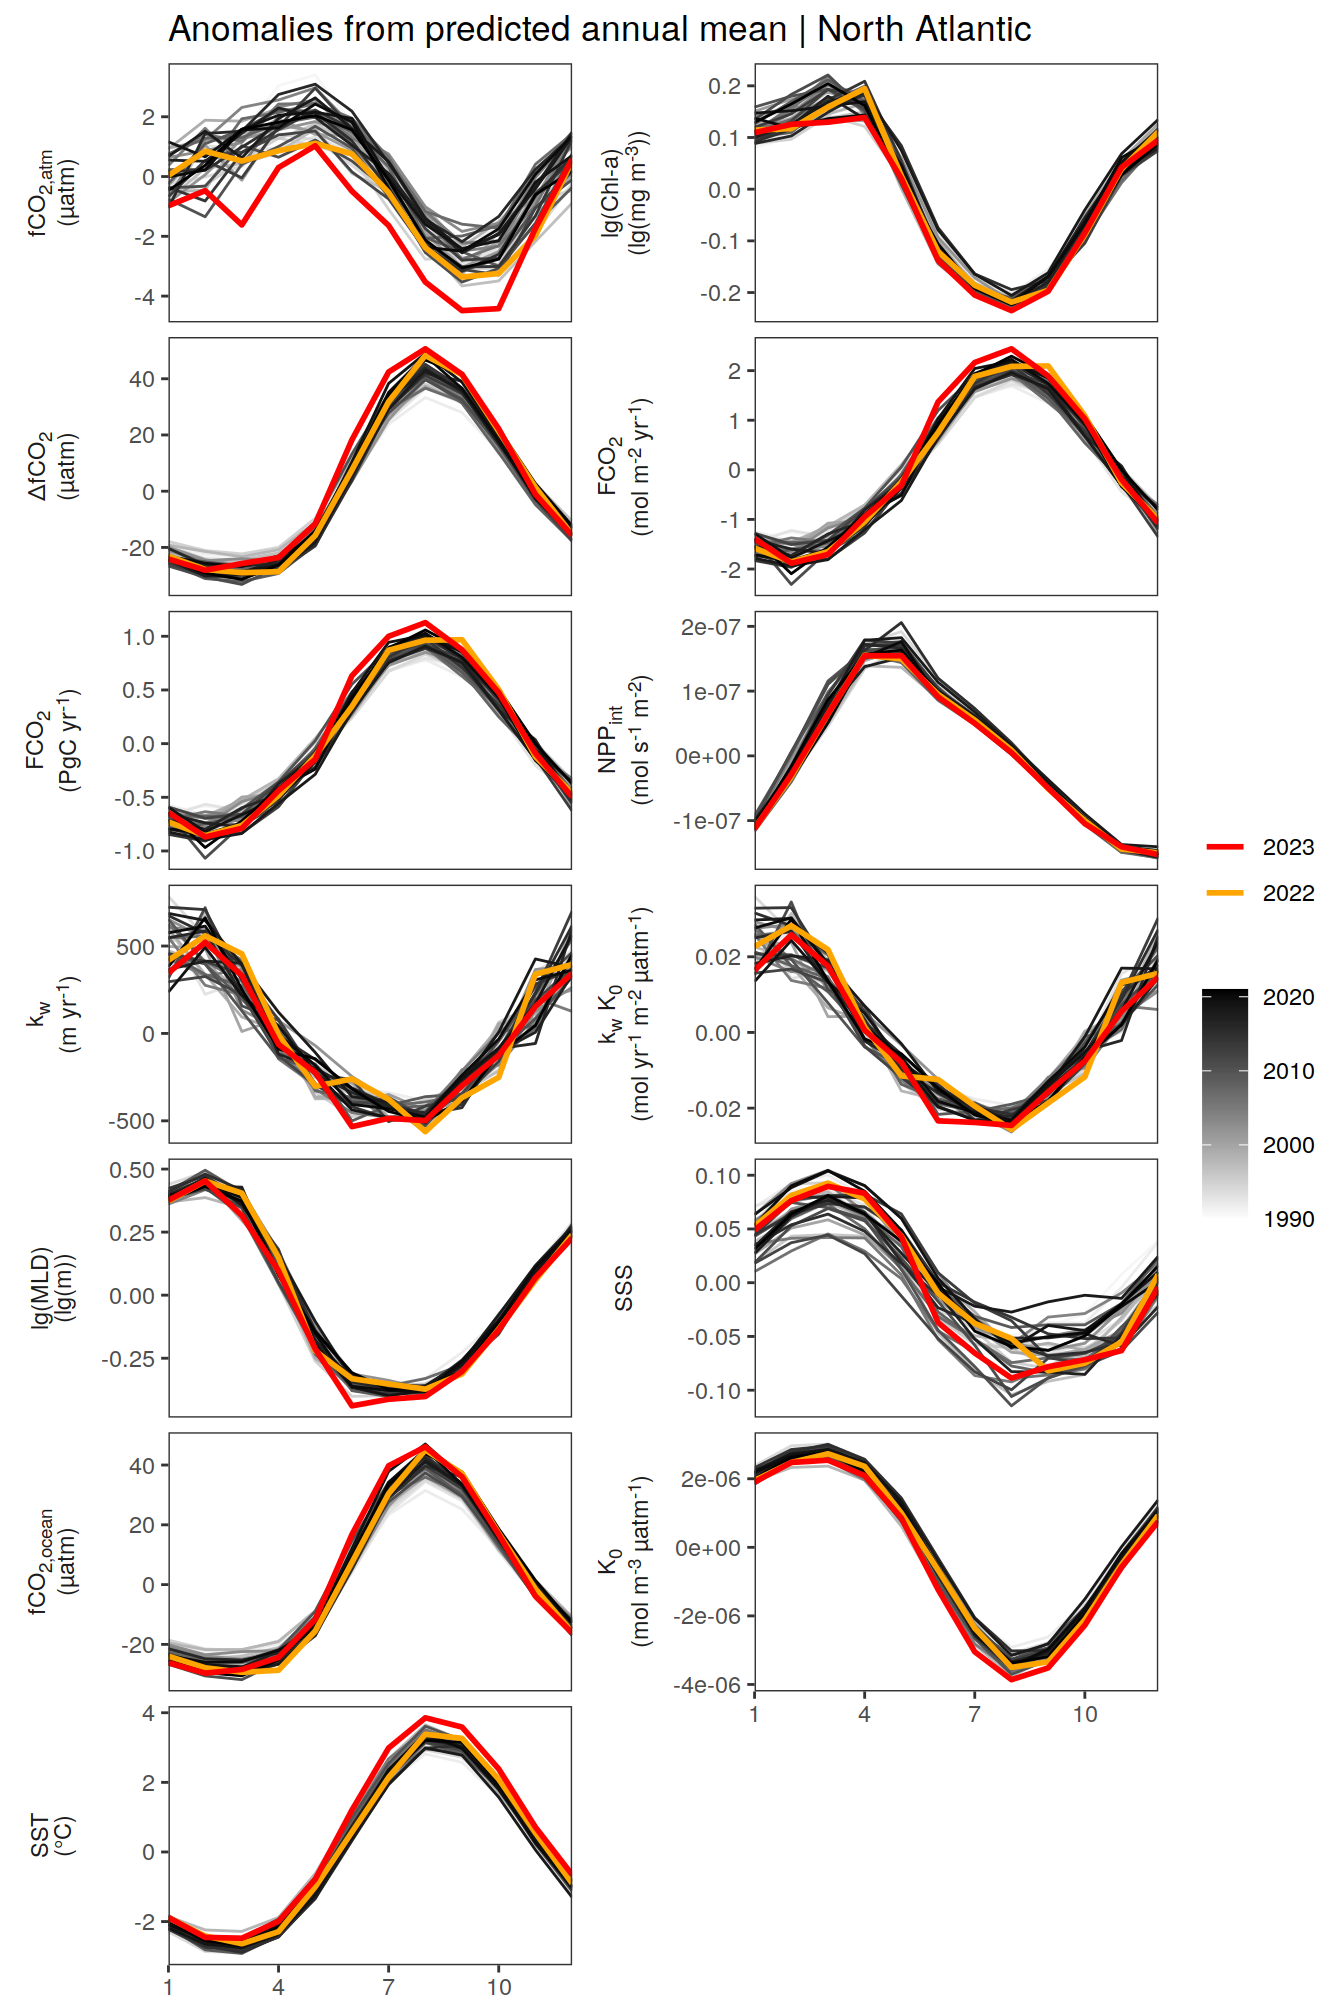 Anomalies from predicted annual mean | North Atlantic
fCO2,atm
(µatm)
2
0
-2
-4
lg(Chl-a)
(lg(mg m-3))
0.2
0.1
0.0
-0.1
-0.2
ΔfCO2
(µatm)
40
20
0
-20
FCO2
(mol m-2 yr-1)
2
1
0
-1
-2
FCO2
(PgC yr-1)
1.0
0.5
0.0
-0.5
-1.0
NPPint
(mol s-1 m-2)
2e-07
1e-07
0e+00
-1e-07
kw
(m yr-1)
500
0
-500
kw K0
(mol yr-1 m-2 µatm-1)
0.02
0.00
-0.02
lg(MLD)
(lg(m))
0.50
0.25
0.00
-0.25
SSS
0.10
0.05
0.00
-0.05
-0.10
fCO2,ocean
(µatm)
40
20
0
-20
K0
(mol m-3 µatm-1)
2e-06
0e+00
-2e-06
-4e-06
1 4 7 10
SST
(°C)
4
2
0
-2
1 4 7 10
2023
2022
2020
2010
2000
1990